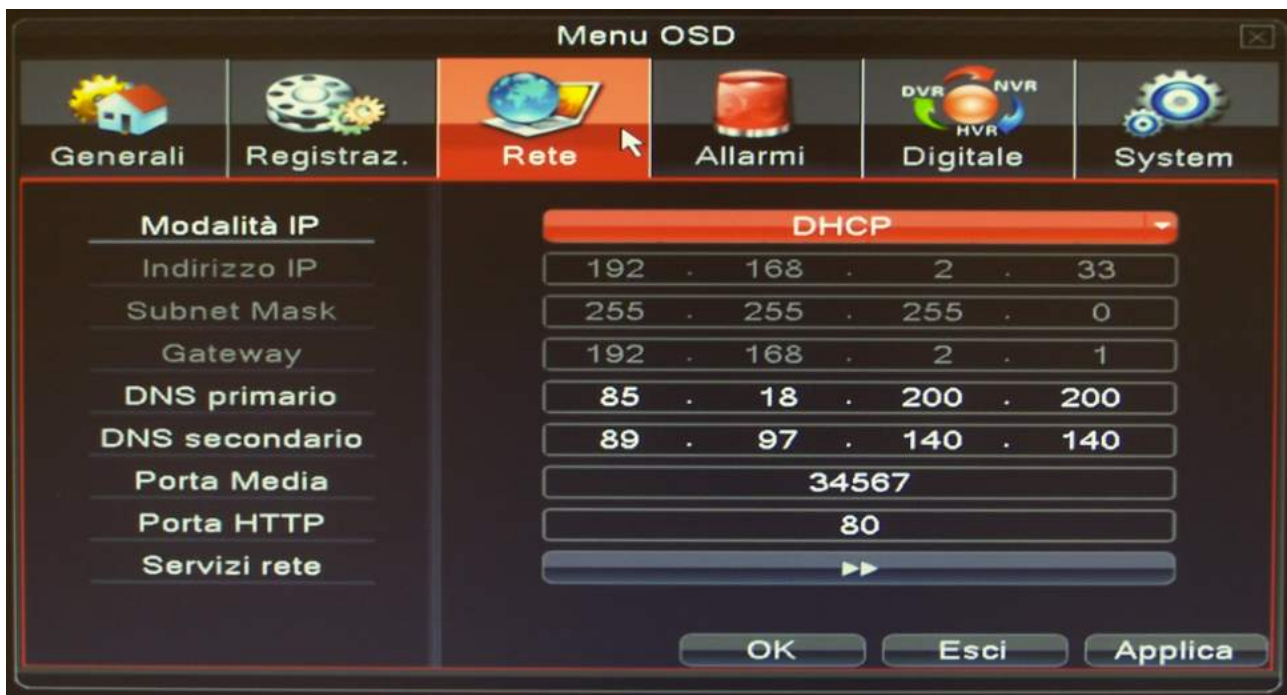 Menu OSD
Generali
Registraz.
Rete
Allarmi
DVR NVR
HVR
Digitale
System
Modalità IP DHCP
Indirizzo IP 192 . 168 . 2 . 33
Subnet Mask 255 . 255 . 255 . 0
Gateway 192 . 168 . 2 . 1
DNS primario 85 . 18 . 200 . 200
DNS secondario 89 . 97 . 140 . 140
Porta Media 34567
Porta HTTP 80
Servizi rete
OK Esci Applica